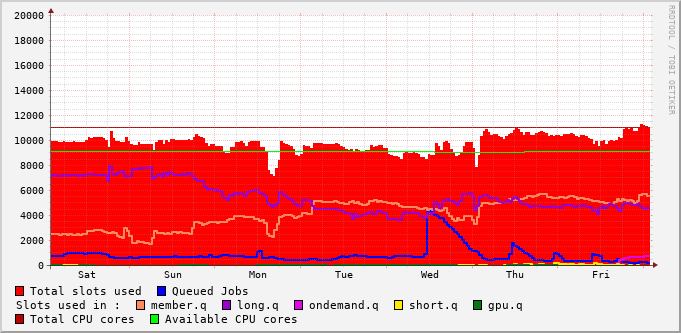 20000
18000
16000
14000
12000
10000
8000
6000
4000
2000
0
Sat Sun Mon Tue Wed Thu Fri
Total slots used Queued Jobs
Slots used in : member.q long.q ondemand.q short.q gpu.q
Total CPU cores Available CPU cores
RRDTOOL / TOBI OETIKER